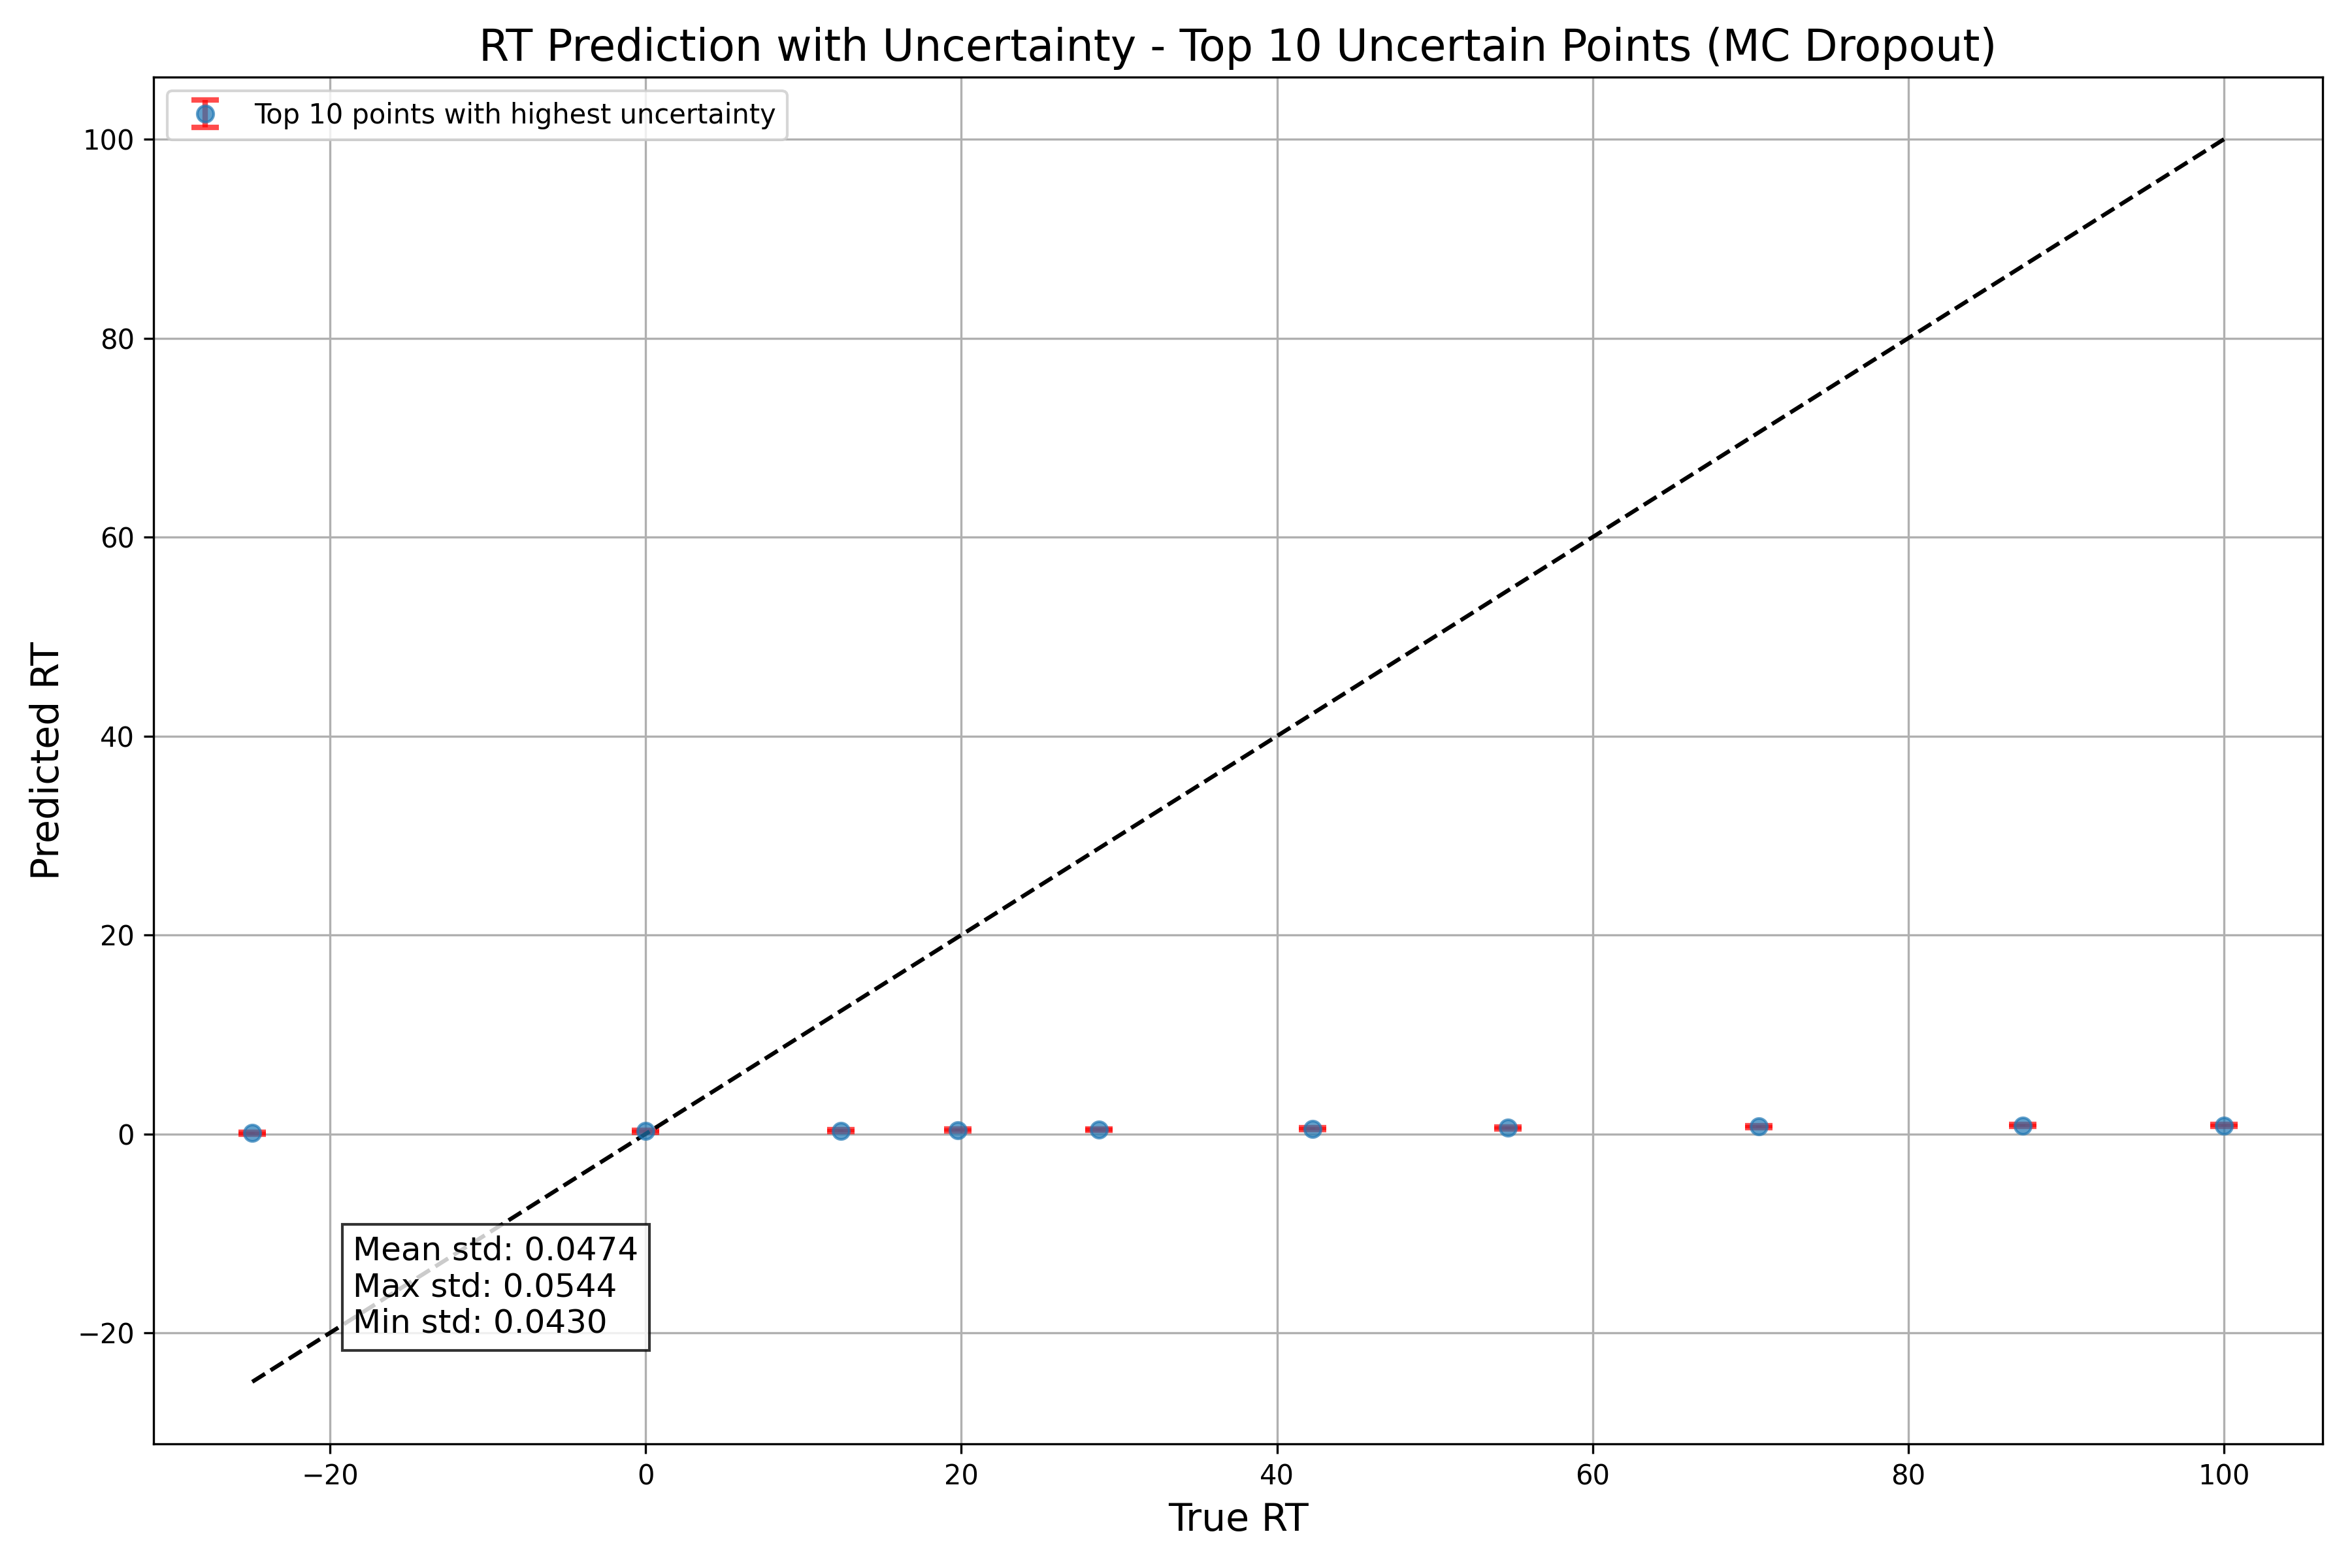 RT Prediction with Uncertainty - Top 10 Uncertain Points (MC Dropout)
Top 10 points with highest uncertainty
100
80
60
40
20
0
−20
Predicted RT
Mean std: 0.0474
Max std: 0.0544
Min std: 0.0430
−20
0
20
40
60
80
100
True RT